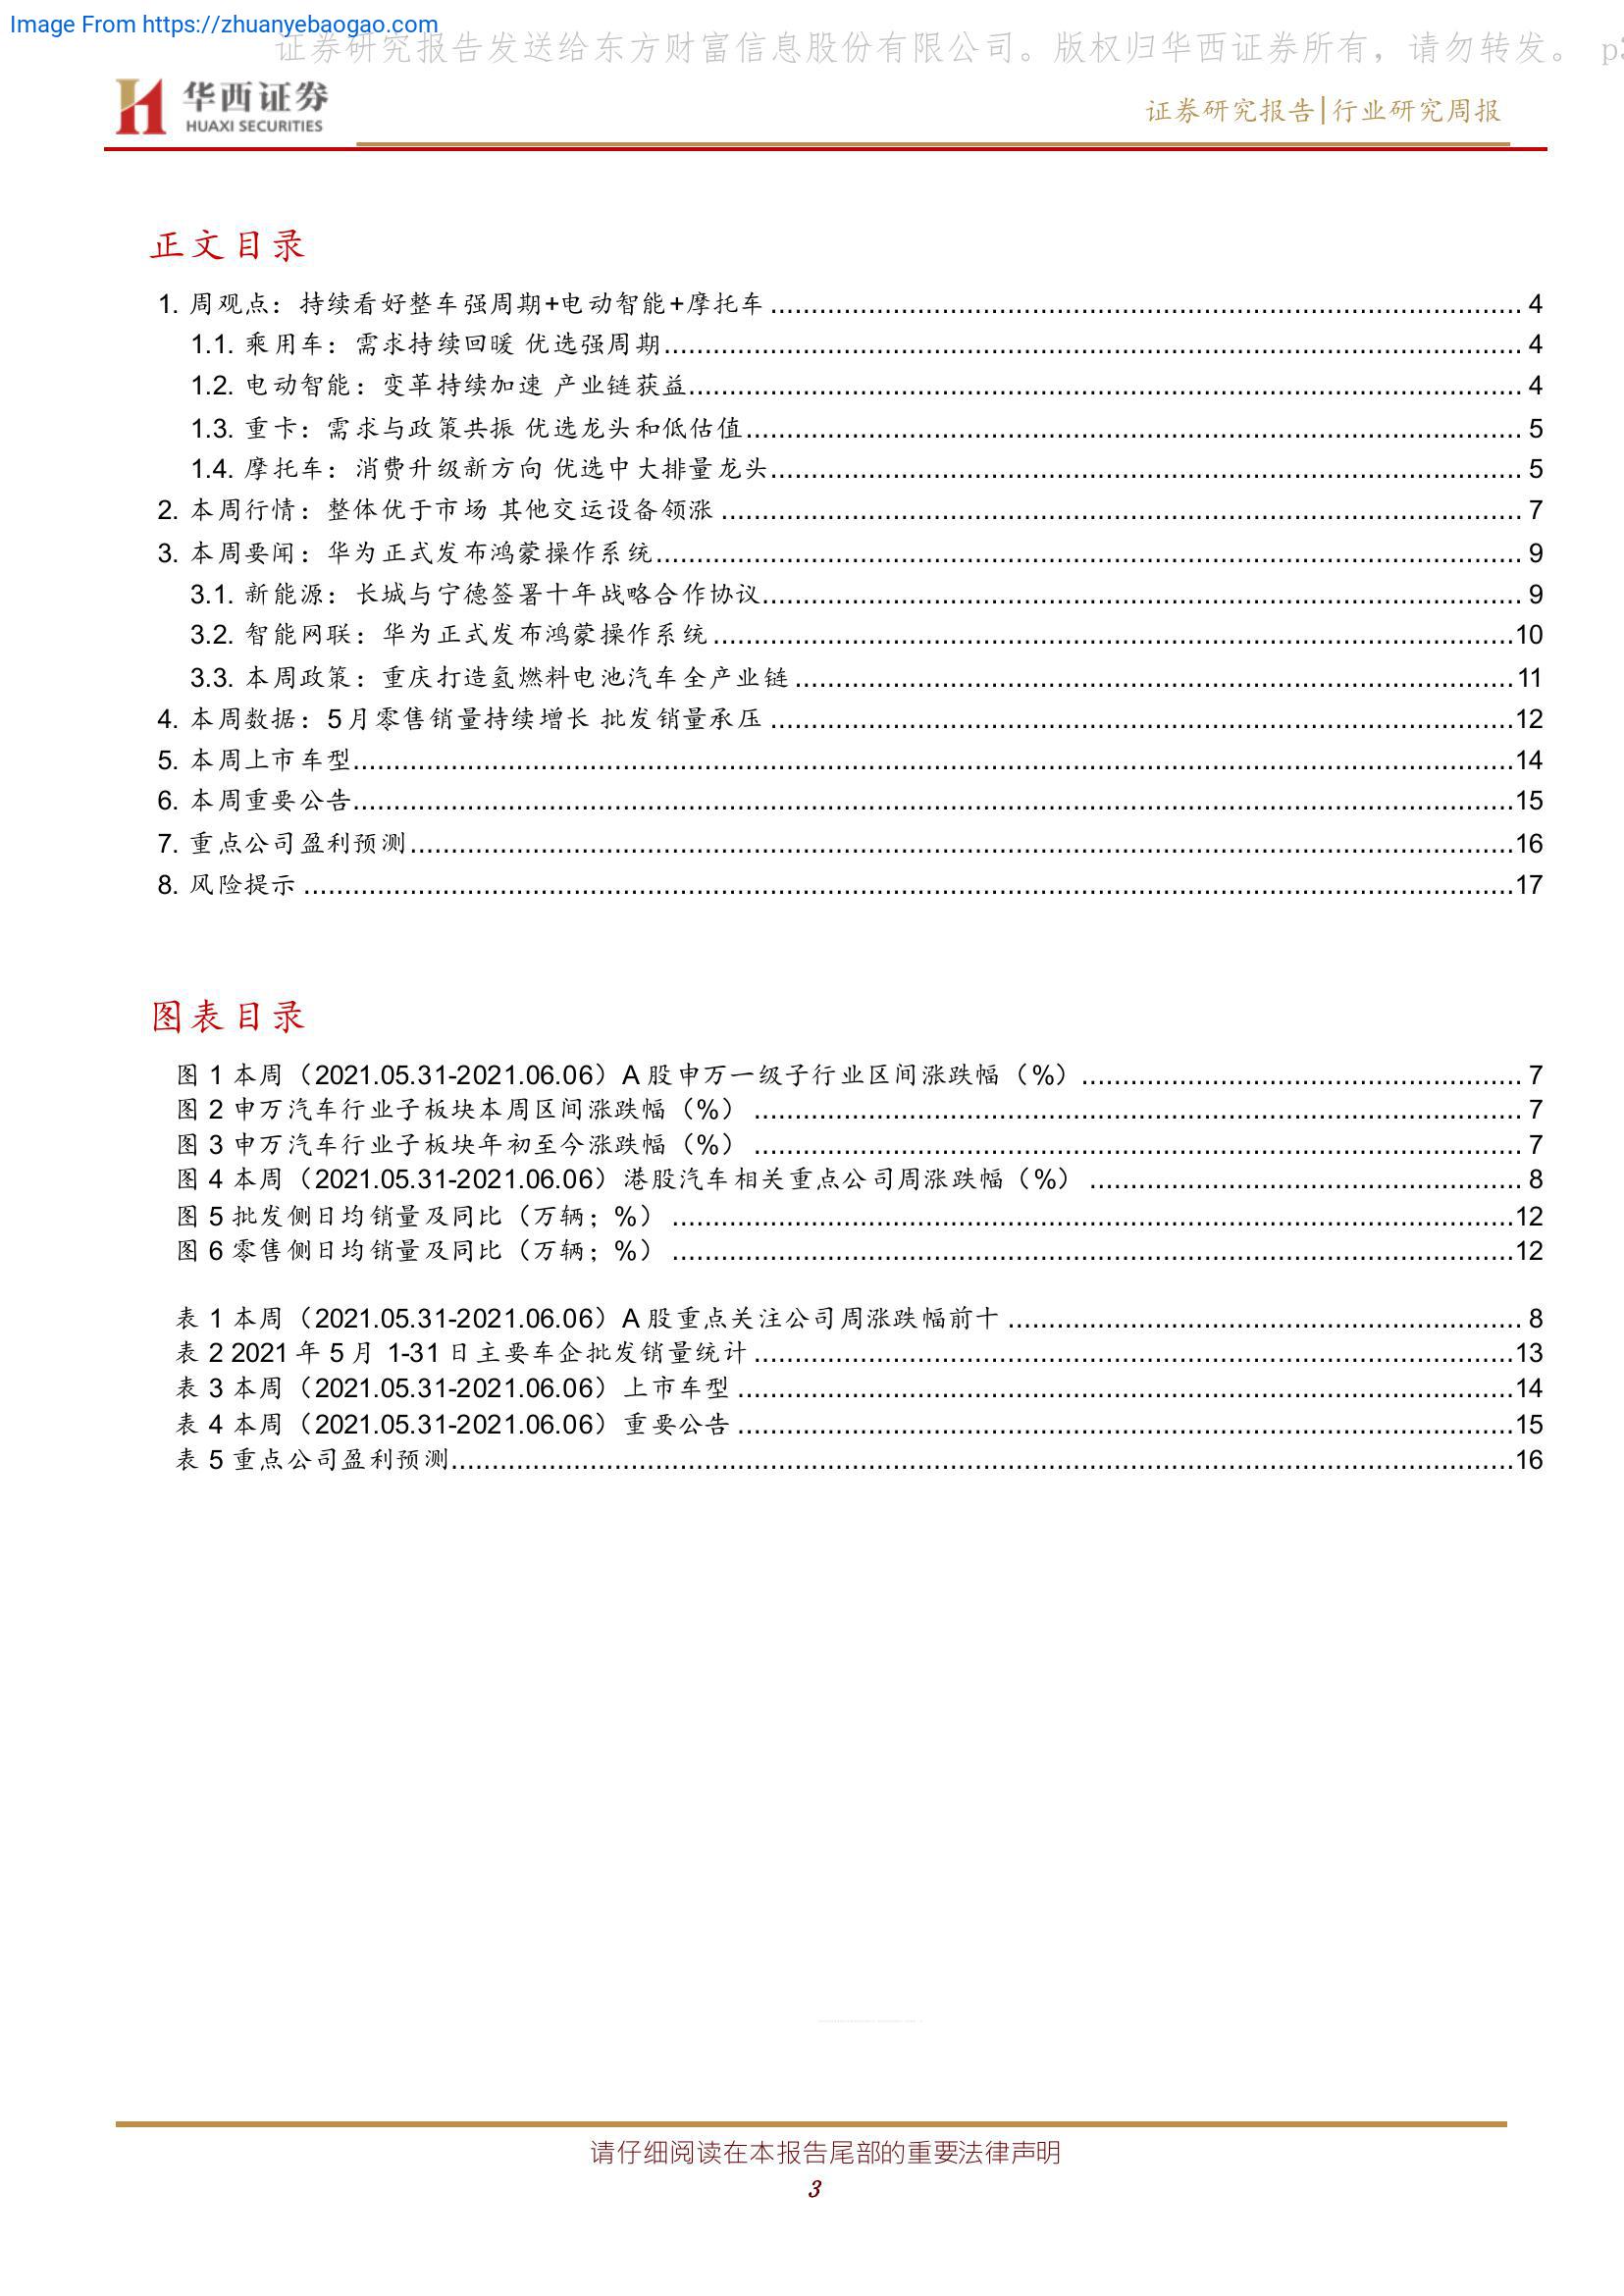 Image From https://zhuanyebaogao.com
证券研究报告发送给东方财富信息股份有限公司。版权归华西证券所有，请勿转发。 p3
华西证券
HUAXI SECURITIES
证券研究报告|行业研究周报
正文目录
1. 周观点：持续看好整车强周期+电动智能+摩托车 ........ 4
1.1. 乘用车：需求持续回暖 优选强周期........ 4
1.2. 电动智能：变革持续加速 产业链获益........ 4
1.3. 重卡：需求与政策共振 优选龙头和低估值........ 5
1.4. 摩托车：消费升级新方向 优选中大排量龙头........ 5
2. 本周行情：整体优于市场 其他交运设备领涨 ........ 7
3. 本周要闻：华为正式发布鸿蒙操作系统........ 9
3.1. 新能源：长城与宁德签署十年战略合作协议........ 9
3.2. 智能网联：华为正式发布鸿蒙操作系统 ........10
3.3. 本周政策：重庆打造氢燃料电池汽车全产业链 ........11
4. 本周数据：5 月零售销量持续增长 批发销量承压 ........12
5. 本周上市车型........14
6. 本周重要公告........15
7. 重点公司盈利预测........16
8. 风险提示 ........17
图表目录
图 1 本周（2021.05.31-2021.06.06）A 股申万一级子行业区间涨跌幅（%）........ 7
图 2 申万汽车行业子板块本周区间涨跌幅（%） ........ 7
图 3 申万汽车行业子板块年初至今涨跌幅（%） ........ 7
图 4 本周（2021.05.31-2021.06.06）港股汽车相关重点公司周涨跌幅（%） ........ 8
图 5 批发侧日均销量及同比（万辆；%） ........12
图 6 零售侧日均销量及同比（万辆；%） ........12
表 1 本周（2021.05.31-2021.06.06）A 股重点关注公司周涨跌幅前十 ........ 8
表 2 2021 年 5 月 1-31 日主要车企批发销量统计 ........13
表 3 本周（2021.05.31-2021.06.06）上市车型 ........14
表 4 本周（2021.05.31-2021.06.06）重要公告 ........15
表 5 重点公司盈利预测........16
请仔细阅读在本报告尾部的重要法律声明
3